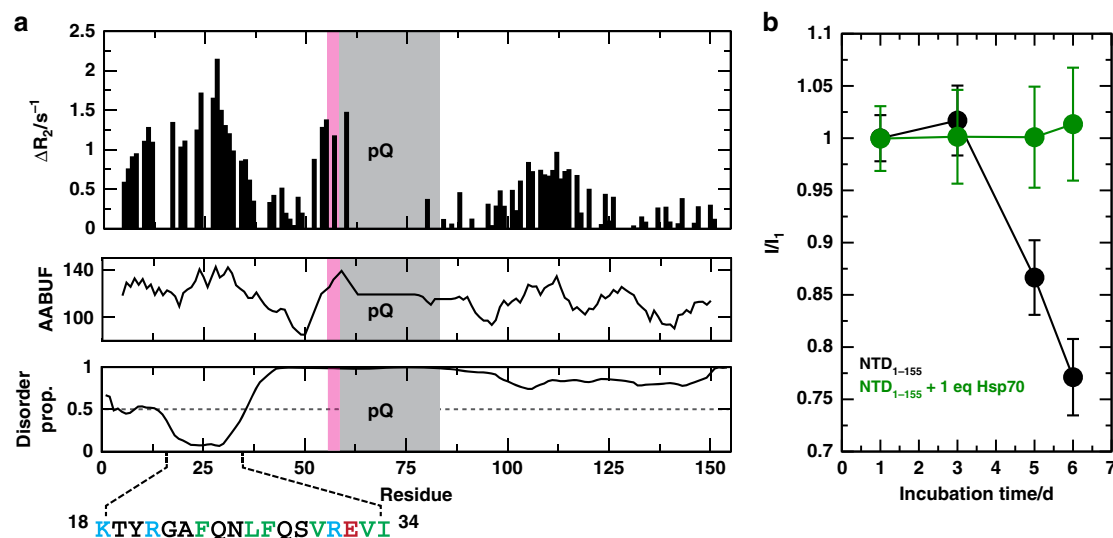 a
2.5
2
1.5
1
0.5
0
ΔR₂/s⁻¹
pQ
140
100
AABUF
pQ
1
0.5
0
Disorder
prop.
pQ
0 25 50 75 100 125 150
Residue
18 KTYRGAFQNLFQSVREVI 34
b
1.1
1.05
1
0.95
0.9
0.85
0.8
0.75
0.7
I/I₁
NTD₁₋₁₅₅
NTD₁₋₁₅₅ + 1 eq Hsp70
0 1 2 3 4 5 6 7
Incubation time/d